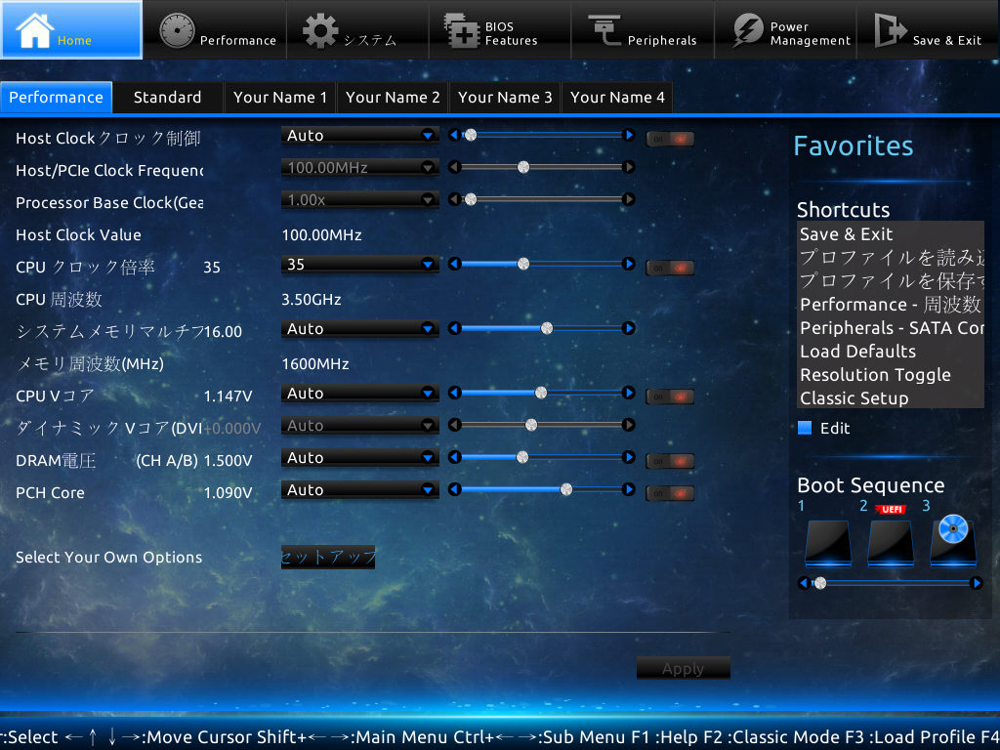 Home
Performance
システム
BIOS
Features
Peripherals
Power
Management
Save & Exit
Performance
Standard
Your Name 1
Your Name 2
Your Name 3
Your Name 4
Host Clockクロック制御 Auto on
Host/PCIe Clock Frequenc 100.00MHz
Processor Base Clock(Gea 1.00x
Host Clock Value 100.00MHz
CPU クロック倍率 35 35 on
CPU 周波数 3.50GHz
システムメモリマルチプ 16.00 Auto
メモリ周波数(MHz) 1600MHz
CPU Vコア 1.147V Auto on
ダイナミックVコア(DVI +0.000V Auto
DRAM電圧 (CH A/B) 1.500V Auto on
PCH Core 1.090V Auto on
Select Your Own Options セットアップ
Apply
Favorites
Shortcuts
Save & Exit
プロファイルを読み込
プロファイルを保存す
Performance - 周波数
Peripherals - SATA Cor
Load Defaults
Resolution Toggle
Classic Setup
Edit
Boot Sequence
1 2 UEFI 3
r:Select ←↑↓→:Move Cursor Shift+←→:Main Menu Ctrl+←→:Sub Menu F1 :Help F2 :Classic Mode F3 :Load Profile F4